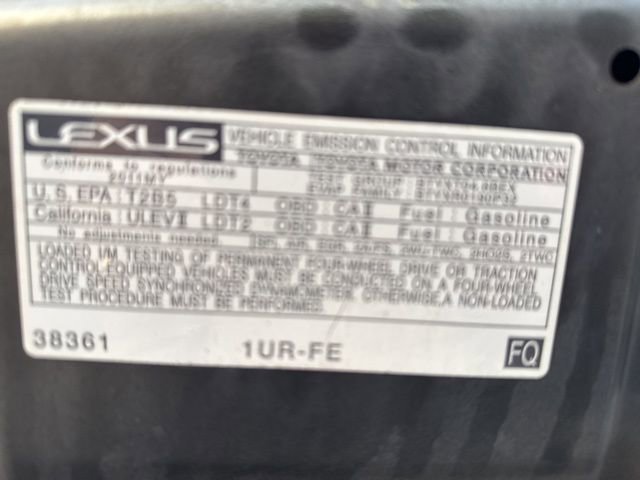 LEXUS VEHICLE EMISSION CONTROL INFORMATION
TOYOTA TOYOTA MOTOR CORPORATION
Conforms to regulations
2011MY
U.S. EPA : T2B5 LDT4 OBD : CA II Fuel : Gasoline
California : ULEV II LDT2 OBD : CA II Fuel : Gasoline
No adjustments needed. 2TWC
LOADED I/M TESTING OF PERMANENT FOUR-WHEEL DRIVE OR TRACTION
CONTROL-EQUIPPED VEHICLES MUST BE CONDUCTED ON A FOUR-WHEEL
DRIVE SPEED SYNCHRONIZED DYNAMOMETER. OTHERWISE, A NON-LOADED
TEST PROCEDURE MUST BE PERFORMED.
38361 1UR-FE FQ